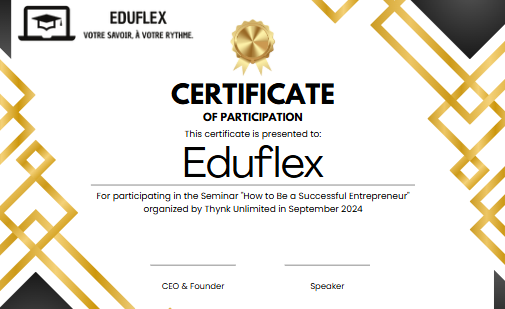 EDUFLEX
VOTRE SAVOIR, À VOTRE RYTHME.
CERTIFICATE
OF PARTICIPATION
This certificate is presented to:
Eduflex
For participating in the Seminar "How to Be a Successful Entrepreneur"
organized by Thynk Unlimited in September 2024
CEO & Founder
Speaker